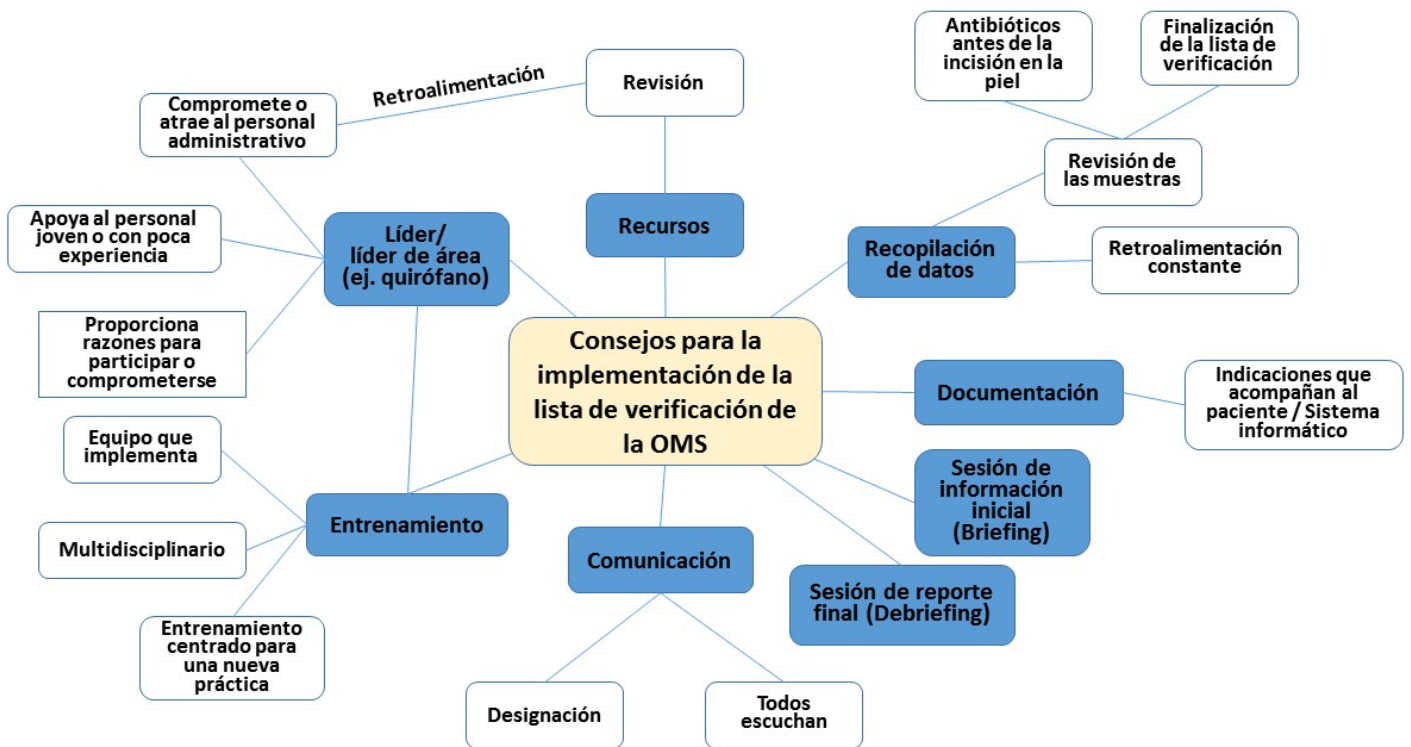 Antibióticos
antes de la
incisión en la
piel
Finalización
de la lista de
verificación
Retroalimentación
Revisión
Compromete o
atrae al personal
administrativo
Revisión de
las muestras
Apoya al personal
joven o con poca
experiencia
Líder/
líder de área
(ej. quirófano)
Recursos
Recopilación
de datos
Retroalimentación
constante
Proporciona
razones para
participar o
comprometerse
Consejos para la
implementación de la
lista de verificación de
la OMS
Documentación
Indicaciones que
acompañan al
paciente / Sistema
informático
Equipo que
implementa
Entrenamiento
Sesión de
información
inicial
(Briefing)
Multidisciplinario
Comunicación
Sesión de reporte
final (Debriefing)
Entrenamiento
centrado para
una nueva
práctica
Designación
Todos
escuchan